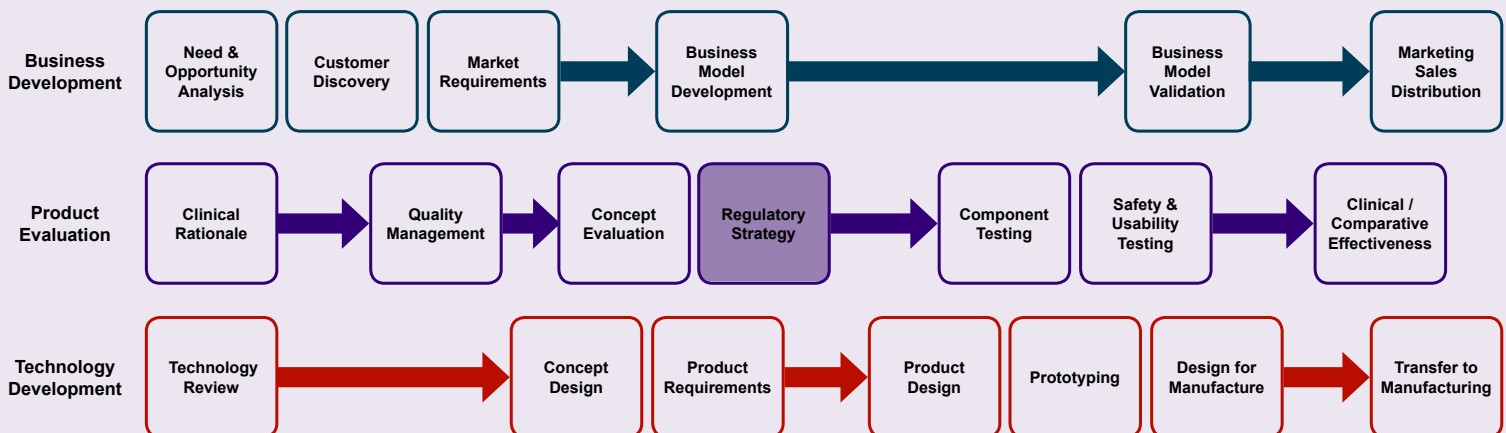 Business
Development
Need &
Opportunity
Analysis
Customer
Discovery
Market
Requirements
Business
Model
Development
Business
Model
Validation
Marketing
Sales
Distribution
Product
Evaluation
Clinical
Rationale
Quality
Management
Concept
Evaluation
Regulatory
Strategy
Component
Testing
Safety &
Usability
Testing
Clinical /
Comparative
Effectiveness
Technology
Development
Technology
Review
Concept
Design
Product
Requirements
Product
Design
Prototyping
Design for
Manufacture
Transfer to
Manufacturing